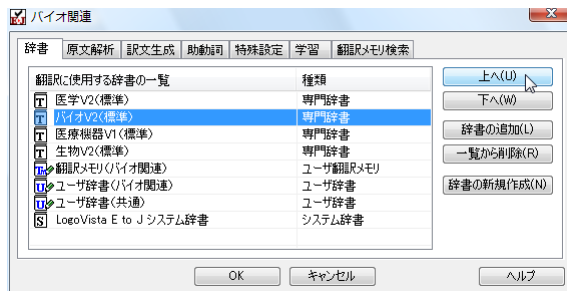 バイオ関連
辞書 原文解析 訳文生成 助動詞 特殊設定 学習 翻訳メモリ検索
翻訳に使用する辞書の一覧 種類
医学V2(標準) 専門辞書
バイオV2(標準) 専門辞書
医療機器V1(標準) 専門辞書
生物V2(標準) 専門辞書
翻訳メモリ(バイオ関連) ユーザ翻訳メモリ
ユーザ辞書(バイオ関連) ユーザ辞書
ユーザ辞書(共通) ユーザ辞書
LogoVista E to J システム辞書 システム辞書
上へ(U)
下へ(W)
辞書の追加(L)
一覧から削除(R)
辞書の新規作成(N)
OK キャンセル ヘルプ